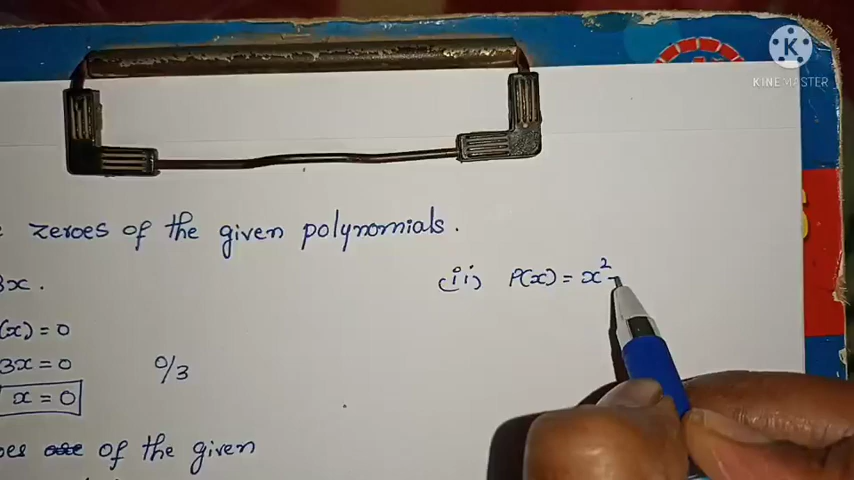 KINEMASTER
zeroes of the given polynomials.
3x.
(ii) P(x) = x² -
(x) = 0
3x = 0
0/3
x = 0
of the given